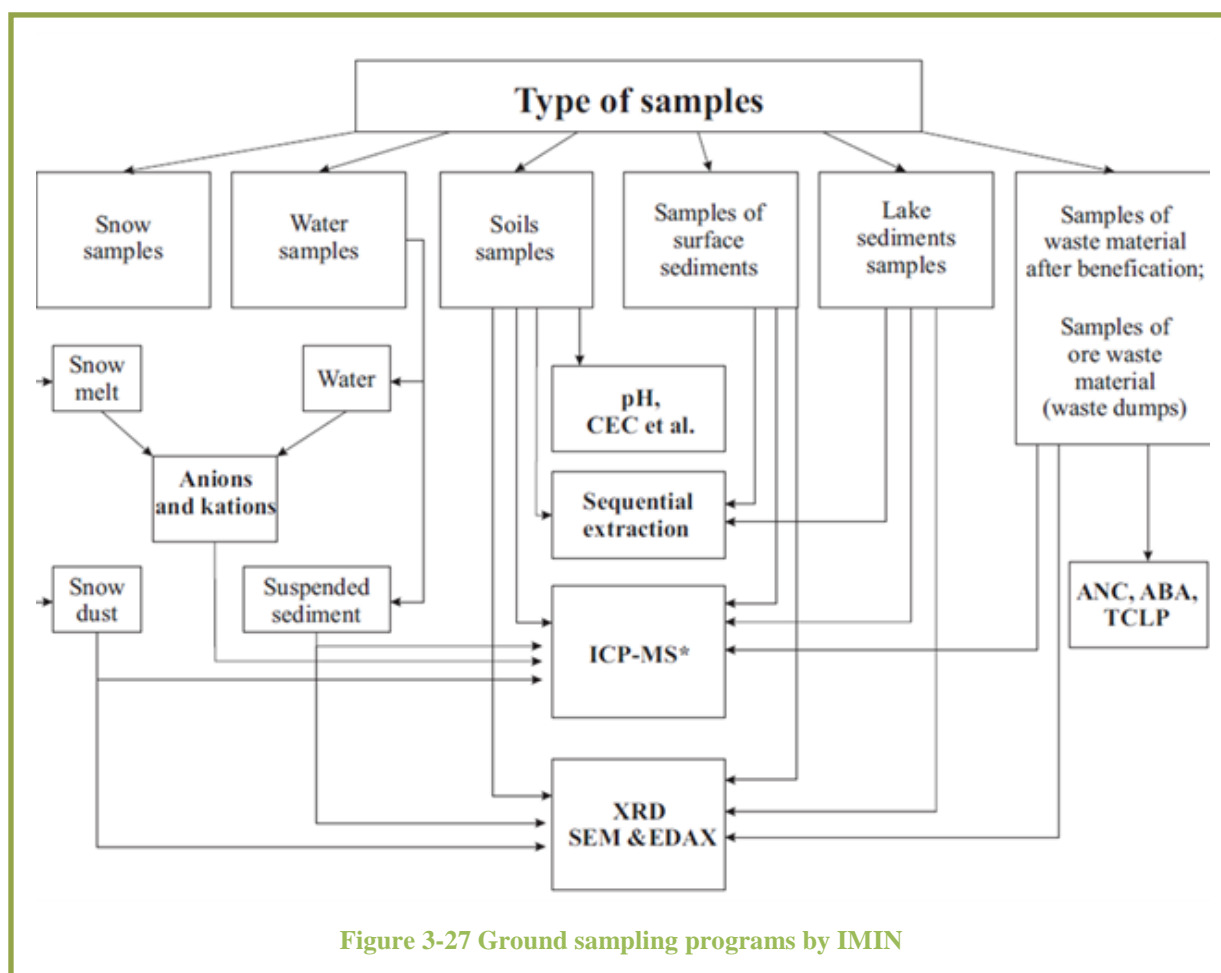 Type of samples
Snow
samples
Water
samples
Soils
samples
Samples of
surface
sediments
Lake
sediments
samples
Samples of
waste material
after benefication;
Samples of
ore waste
material
(waste dumps)
Snow
melt
Water
pH,
CEC et al.
Anions
and kations
Sequential
extraction
Snow
dust
Suspended
sediment
ICP-MS*
ANC, ABA,
TCLP
XRD
SEM &EDAX
Figure 3-27 Ground sampling programs by IMIN